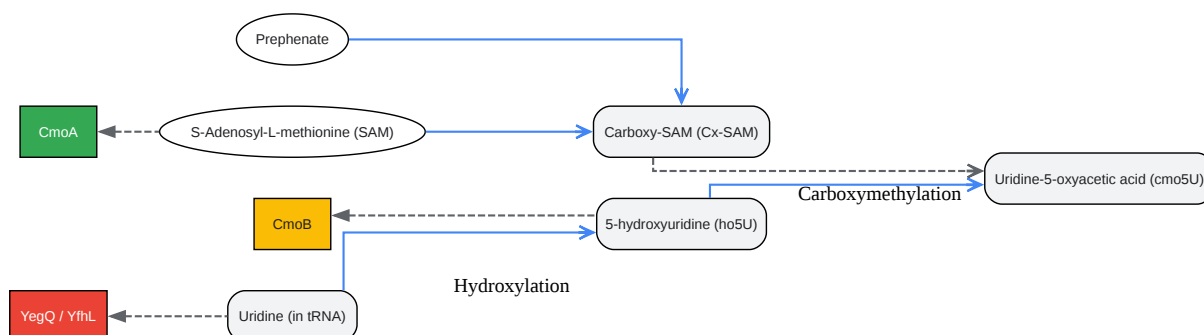 Prephenate
CmoA
S-Adenosyl-L-methionine (SAM)
Carboxy-SAM (Cx-SAM)
Uridine-5-oxyacetic acid (cmo5U)
Carboxymethylation
CmoB
5-hydroxyuridine (ho5U)
Hydroxylation
YegQ / YfhL
Uridine (in tRNA)